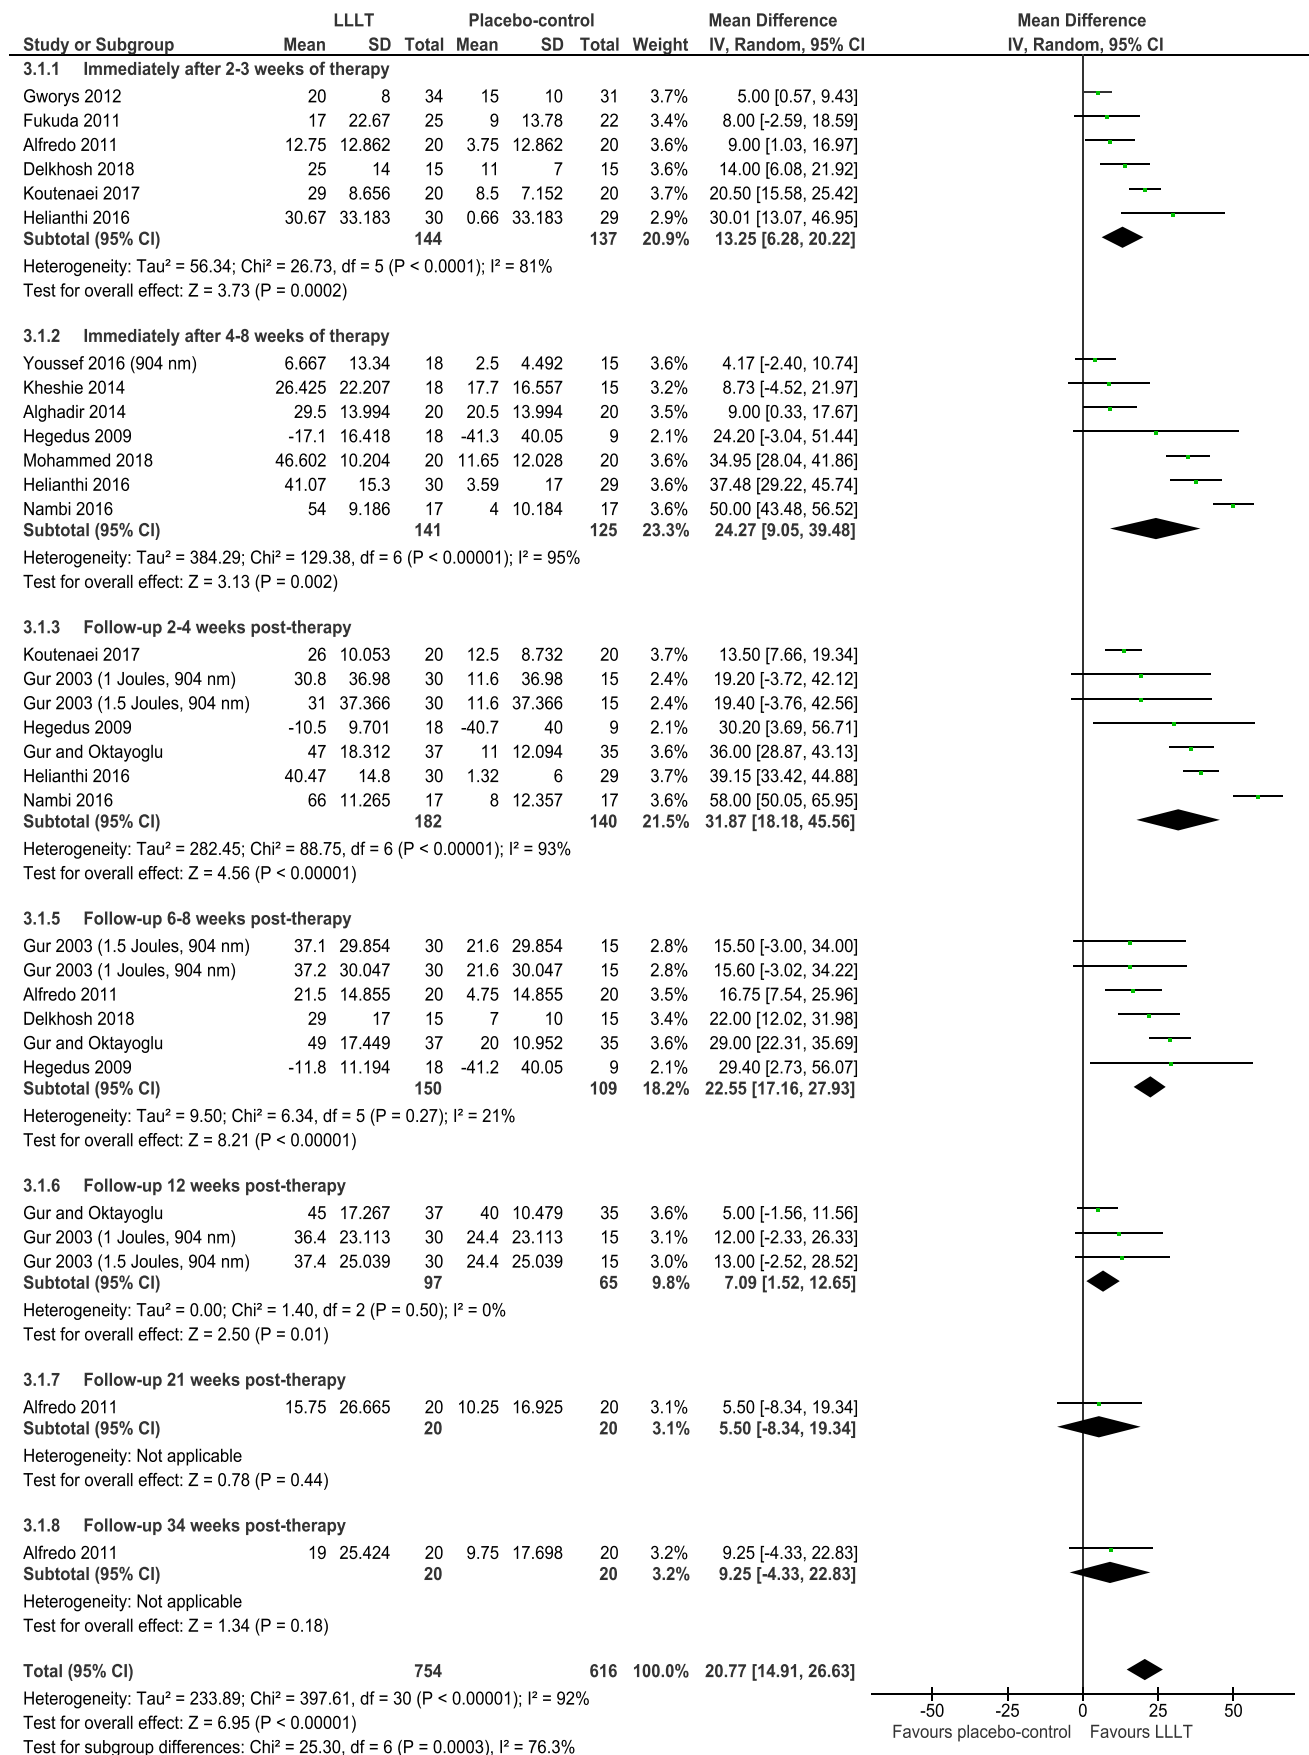 LLLT Placebo-control Mean Difference Mean Difference
Study or Subgroup Mean SD Total Mean SD Total Weight IV, Random, 95% CI IV, Random, 95% CI
3.1.1 Immediately after 2-3 weeks of therapy
Gworys 2012 20 8 34 15 10 31 3.7% 5.00 [0.57, 9.43]
Fukuda 2011 17 22.67 25 9 13.78 22 3.4% 8.00 [-2.59, 18.59]
Alfredo 2011 12.75 12.862 20 3.75 12.862 20 3.6% 9.00 [1.03, 16.97]
Delkhosh 2018 25 14 15 11 7 15 3.6% 14.00 [6.08, 21.92]
Koutenaei 2017 29 8.656 20 8.5 7.152 20 3.7% 20.50 [15.58, 25.42]
Helianthi 2016 30.67 33.183 30 0.66 33.183 29 2.9% 30.01 [13.07, 46.95]
Subtotal (95% CI) 144 137 20.9% 13.25 [6.28, 20.22]
Heterogeneity: Tau² = 56.34; Chi² = 26.73, df = 5 (P < 0.0001); I² = 81%
Test for overall effect: Z = 3.73 (P = 0.0002)
3.1.2 Immediately after 4-8 weeks of therapy
Youssef 2016 (904 nm) 6.667 13.34 18 2.5 4.492 15 3.6% 4.17 [-2.40, 10.74]
Kheshie 2014 26.425 22.207 18 17.7 16.557 15 3.2% 8.73 [-4.52, 21.97]
Alghadir 2014 29.5 13.994 20 20.5 13.994 20 3.5% 9.00 [0.33, 17.67]
Hegedus 2009 -17.1 16.418 18 -41.3 40.05 9 2.1% 24.20 [-3.04, 51.44]
Mohammed 2018 46.602 10.204 20 11.65 12.028 20 3.6% 34.95 [28.04, 41.86]
Helianthi 2016 41.07 15.3 30 3.59 17 29 3.6% 37.48 [29.22, 45.74]
Nambi 2016 54 9.186 17 4 10.184 17 3.6% 50.00 [43.48, 56.52]
Subtotal (95% CI) 141 125 23.3% 24.27 [9.05, 39.48]
Heterogeneity: Tau² = 384.29; Chi² = 129.38, df = 6 (P < 0.00001); I² = 95%
Test for overall effect: Z = 3.13 (P = 0.002)
3.1.3 Follow-up 2-4 weeks post-therapy
Koutenaei 2017 26 10.053 20 12.5 8.732 20 3.7% 13.50 [7.66, 19.34]
Gur 2003 (1 Joules, 904 nm) 30.8 36.98 30 11.6 36.98 15 2.4% 19.20 [-3.72, 42.12]
Gur 2003 (1.5 Joules, 904 nm) 31 37.366 30 11.6 37.366 15 2.4% 19.40 [-3.76, 42.56]
Hegedus 2009 -10.5 9.701 18 -40.7 40 9 2.1% 30.20 [3.69, 56.71]
Gur and Oktayoglu 47 18.312 37 11 12.094 35 3.6% 36.00 [28.87, 43.13]
Helianthi 2016 40.47 14.8 30 1.32 6 29 3.7% 39.15 [33.42, 44.88]
Nambi 2016 66 11.265 17 8 12.357 17 3.6% 58.00 [50.05, 65.95]
Subtotal (95% CI) 182 140 21.5% 31.87 [18.18, 45.56]
Heterogeneity: Tau² = 282.45; Chi² = 88.75, df = 6 (P < 0.00001); I² = 93%
Test for overall effect: Z = 4.56 (P < 0.00001)
3.1.5 Follow-up 6-8 weeks post-therapy
Gur 2003 (1.5 Joules, 904 nm) 37.1 29.854 30 21.6 29.854 15 2.8% 15.50 [-3.00, 34.00]
Gur 2003 (1 Joules, 904 nm) 37.2 30.047 30 21.6 30.047 15 2.8% 15.60 [-3.02, 34.22]
Alfredo 2011 21.5 14.855 20 4.75 14.855 20 3.5% 16.75 [7.54, 25.96]
Delkhosh 2018 29 17 15 7 10 15 3.4% 22.00 [12.02, 31.98]
Gur and Oktayoglu 49 17.449 37 20 10.952 35 3.6% 29.00 [22.31, 35.69]
Hegedus 2009 -11.8 11.194 18 -41.2 40.05 9 2.1% 29.40 [2.73, 56.07]
Subtotal (95% CI) 150 109 18.2% 22.55 [17.16, 27.93]
Heterogeneity: Tau² = 9.50; Chi² = 6.34, df = 5 (P = 0.27); I² = 21%
Test for overall effect: Z = 8.21 (P < 0.00001)
3.1.6 Follow-up 12 weeks post-therapy
Gur and Oktayoglu 45 17.267 37 40 10.479 35 3.6% 5.00 [-1.56, 11.56]
Gur 2003 (1 Joules, 904 nm) 36.4 23.113 30 24.4 23.113 15 3.1% 12.00 [-2.33, 26.33]
Gur 2003 (1.5 Joules, 904 nm) 37.4 25.039 30 24.4 25.039 15 3.0% 13.00 [-2.52, 28.52]
Subtotal (95% CI) 97 65 9.8% 7.09 [1.52, 12.65]
Heterogeneity: Tau² = 0.00; Chi² = 1.40, df = 2 (P = 0.50); I² = 0%
Test for overall effect: Z = 2.50 (P = 0.01)
3.1.7 Follow-up 21 weeks post-therapy
Alfredo 2011 15.75 26.665 20 10.25 16.925 20 3.1% 5.50 [-8.34, 19.34]
Subtotal (95% CI) 20 20 3.1% 5.50 [-8.34, 19.34]
Heterogeneity: Not applicable
Test for overall effect: Z = 0.78 (P = 0.44)
3.1.8 Follow-up 34 weeks post-therapy
Alfredo 2011 19 25.424 20 9.75 17.698 20 3.2% 9.25 [-4.33, 22.83]
Subtotal (95% CI) 20 20 3.2% 9.25 [-4.33, 22.83]
Heterogeneity: Not applicable
Test for overall effect: Z = 1.34 (P = 0.18)
Total (95% CI) 754 616 100.0% 20.77 [14.91, 26.63]
Heterogeneity: Tau² = 233.89; Chi² = 397.61, df = 30 (P < 0.00001); I² = 92%
Test for overall effect: Z = 6.95 (P < 0.00001)
Test for subgroup differences: Chi² = 25.30, df = 6 (P = 0.0003), I² = 76.3%
-50 -25 0 25 50
Favours placebo-control Favours LLLT